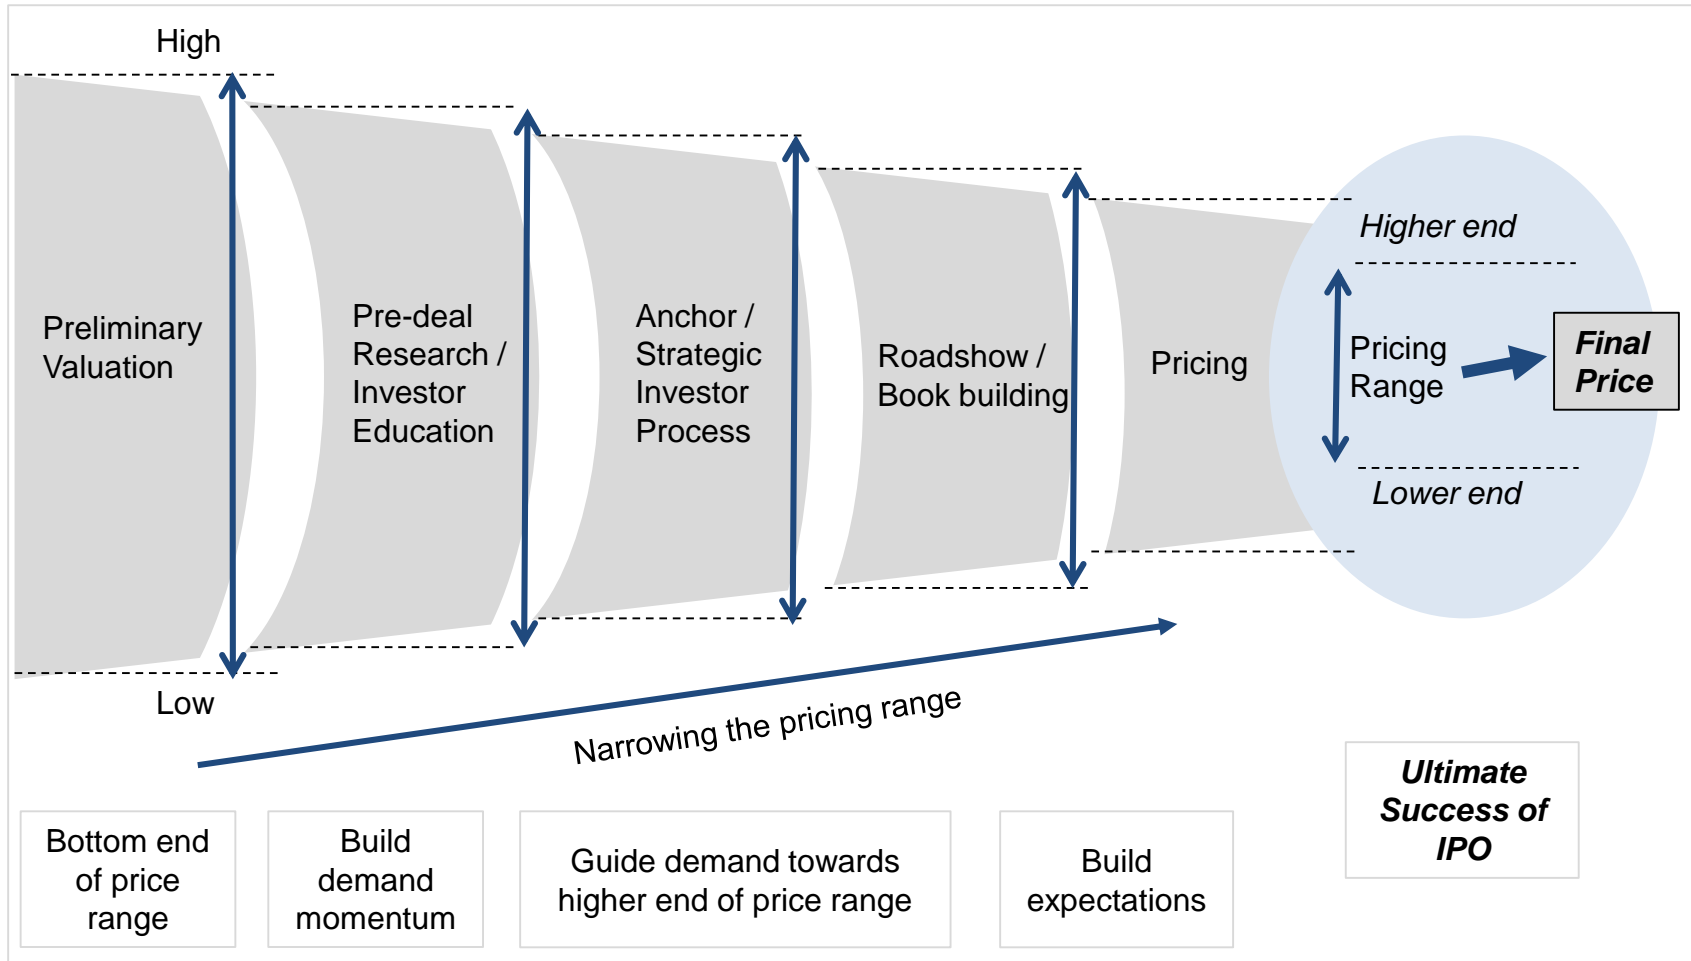 High
Preliminary
Valuation
Low
Pre-deal
Research /
Investor
Education
Anchor /
Strategic
Investor
Process
Roadshow /
Book building
Pricing
Higher end
Pricing
Range
Lower end
Final
Price
Narrowing the pricing range
Bottom end
of price
range
Build
demand
momentum
Guide demand towards
higher end of price range
Build
expectations
Ultimate
Success of
IPO